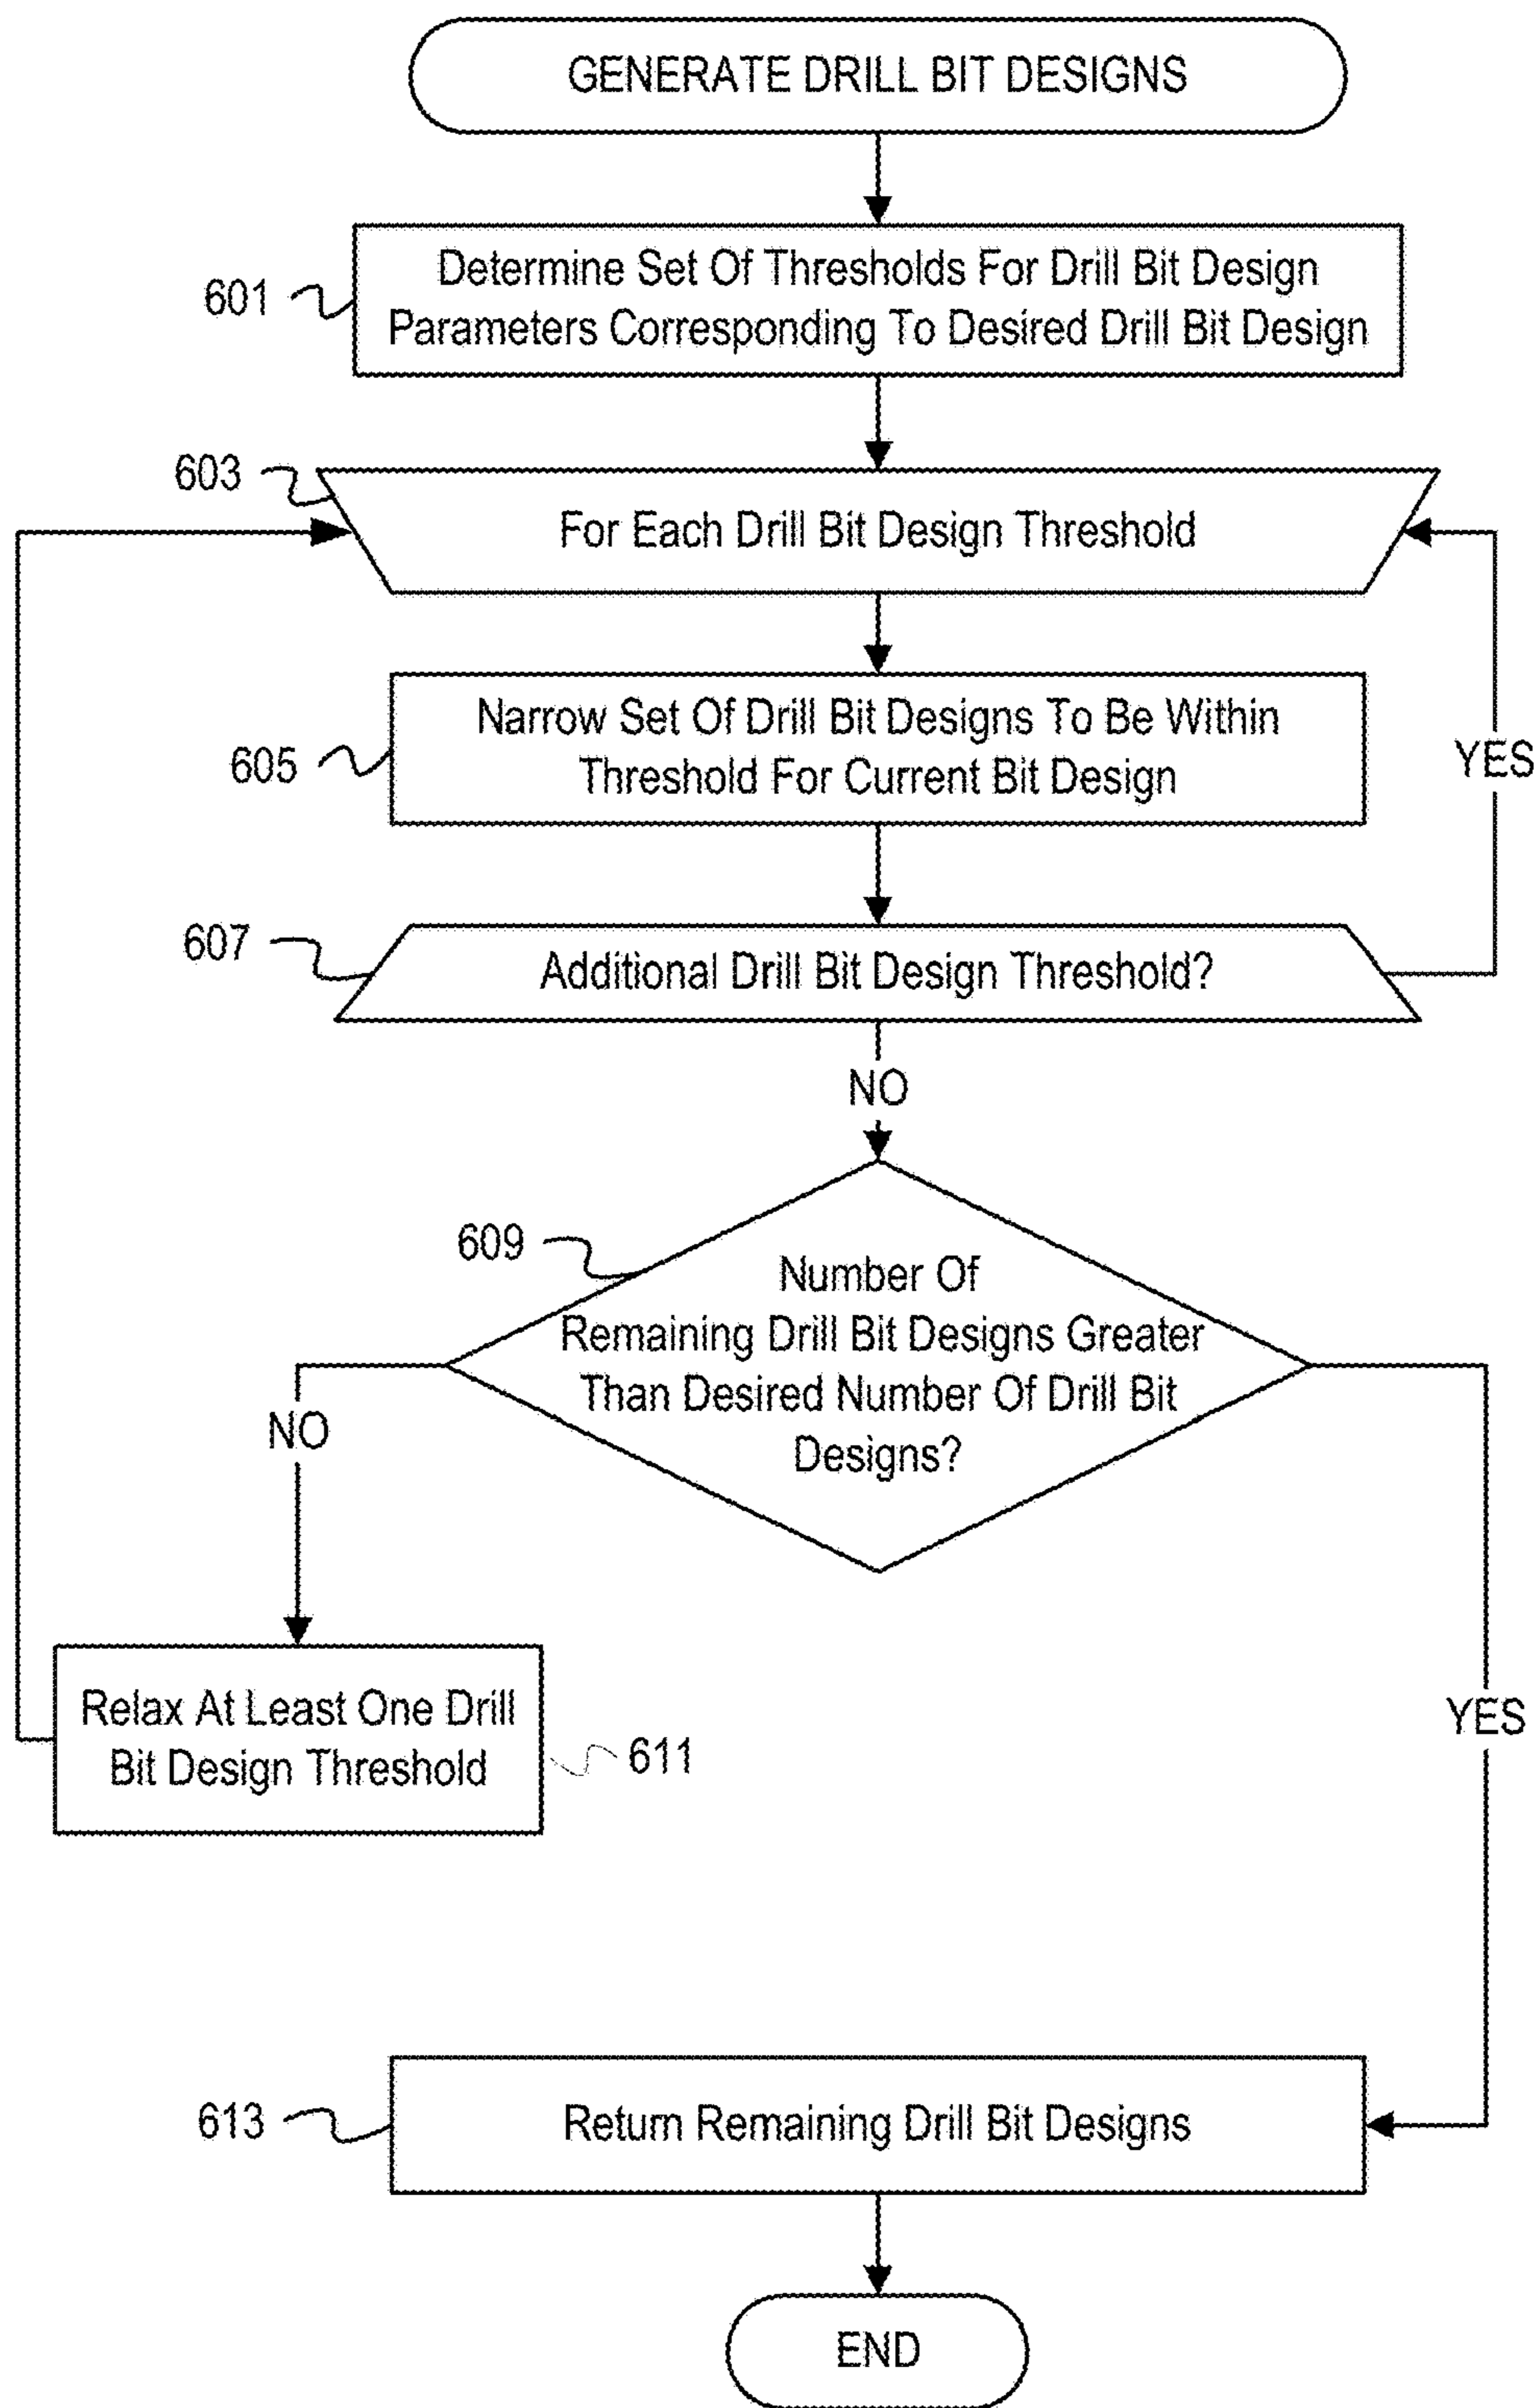 GENERATE DRILL BIT DESIGNS
601
Determine Set Of Thresholds For Drill Bit Design
Parameters Corresponding To Desired Drill Bit Design
603
For Each Drill Bit Design Threshold
605
Narrow Set Of Drill Bit Designs To Be Within
Threshold For Current Bit Design
YES
607
Additional Drill Bit Design Threshold?
NO
609
Number Of
Remaining Drill Bit Designs Greater
Than Desired Number Of Drill Bit
Designs?
NO
YES
Relax At Least One Drill
Bit Design Threshold
611
613
Return Remaining Drill Bit Designs
END